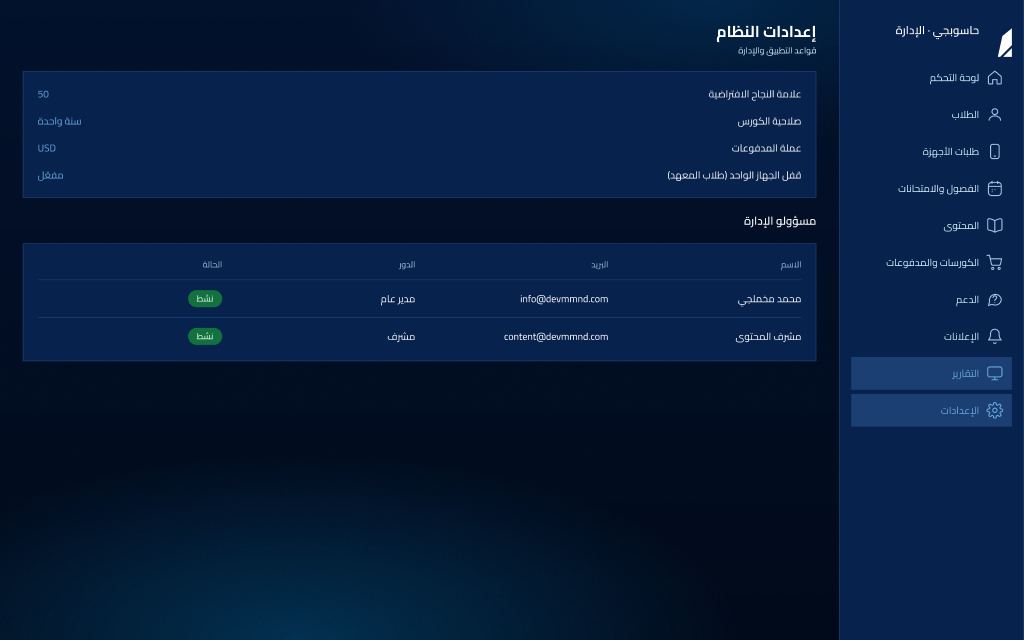 حاسوبجي · الإدارة
لوحة التحكم
الطلاب
طلبات الأجهزة
الفصول والامتحانات
المحتوى
الكورسات والمدفوعات
الدعم
الإعلانات
التقارير
الإعدادات
إعدادات النظام
قواعد التطبيق والإدارة
علامة النجاح الافتراضية 50
صلاحية الكورس سنة واحدة
عملة المدفوعات USD
قفل الجهاز الواحد (طلاب المعهد) مفعّل
مسؤولو الإدارة
الاسم البريد الدور الحالة
محمد مخملجي info@devmmnd.com مدير عام نشط
مشرف المحتوى content@devmmnd.com مشرف نشط